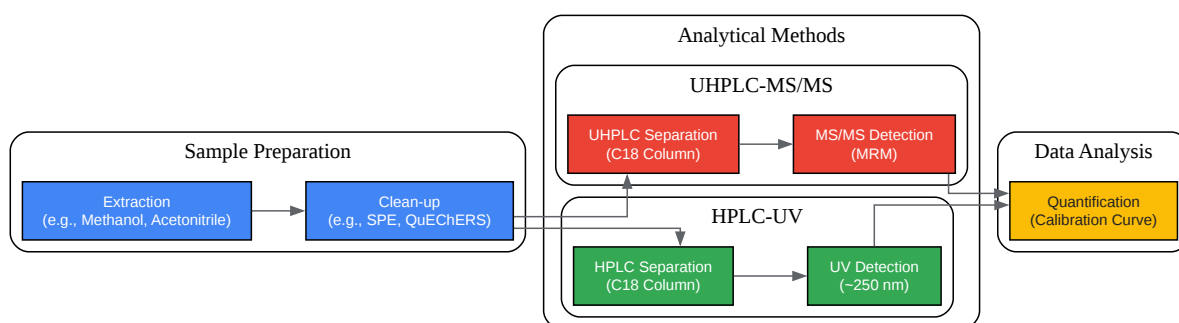 Analytical Methods
UHPLC-MS/MS
UHPLC Separation
(C18 Column)
MS/MS Detection
(MRM)
Sample Preparation
Extraction
(e.g., Methanol, Acetonitrile)
Clean-up
(e.g., SPE, QuEChERS)
Data Analysis
Quantification
(Calibration Curve)
HPLC-UV
HPLC Separation
(C18 Column)
UV Detection
(~250 nm)